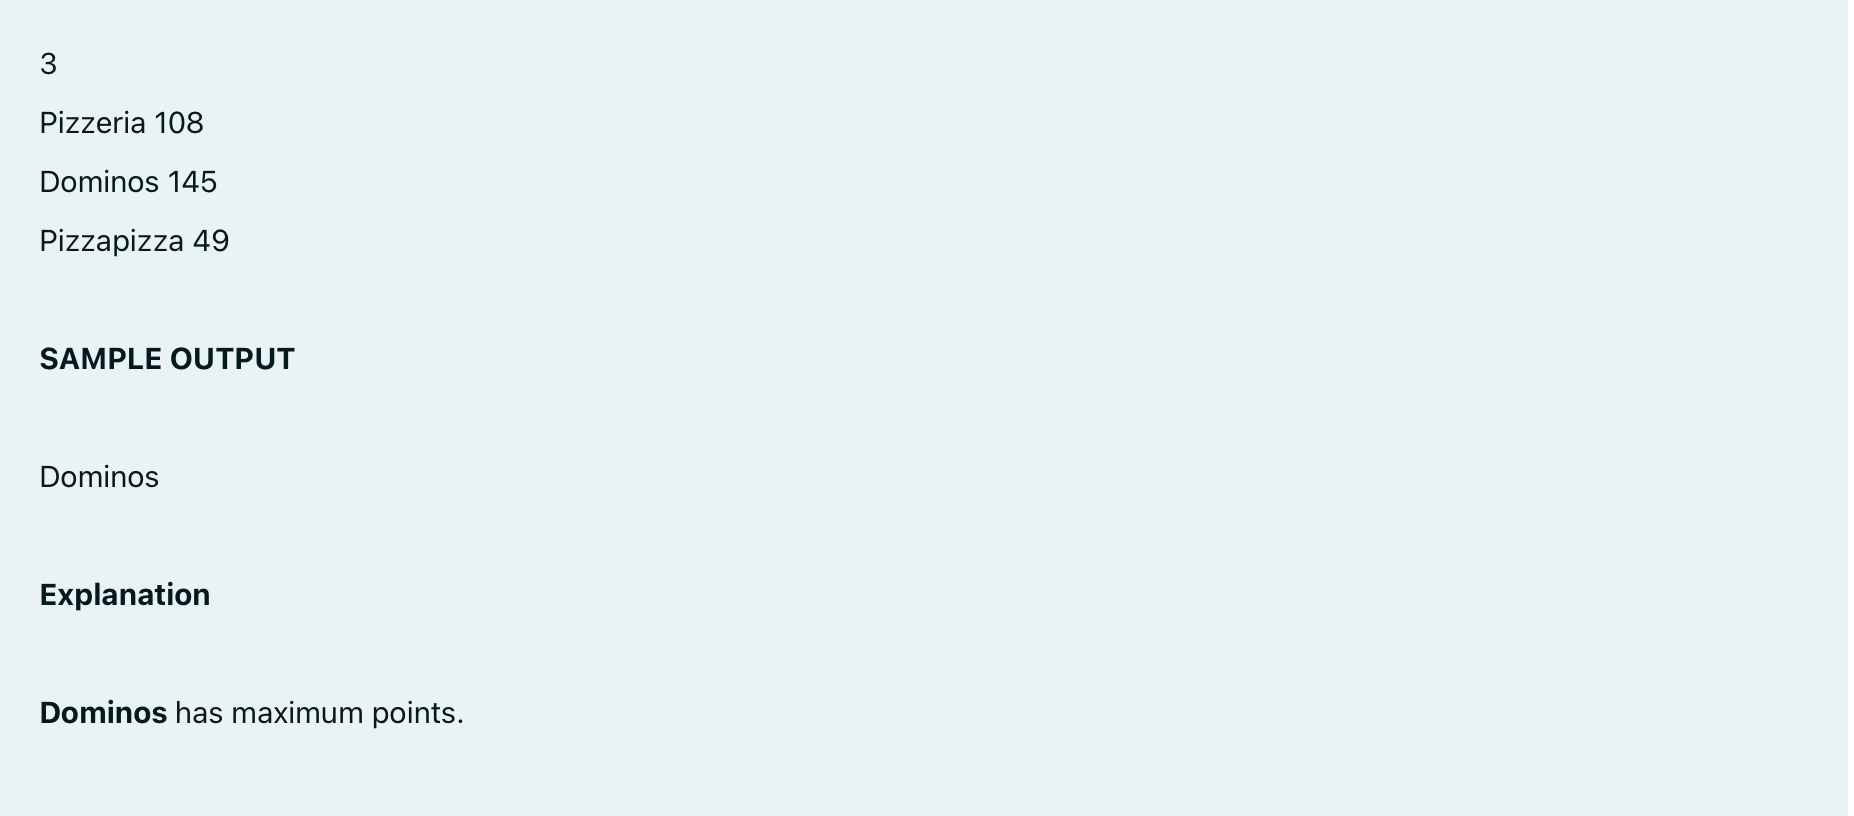 3
Pizzeria 108
Dominos 145
Pizzapizza 49
SAMPLE OUTPUT
Dominos
Explanation
Dominos has maximum points.